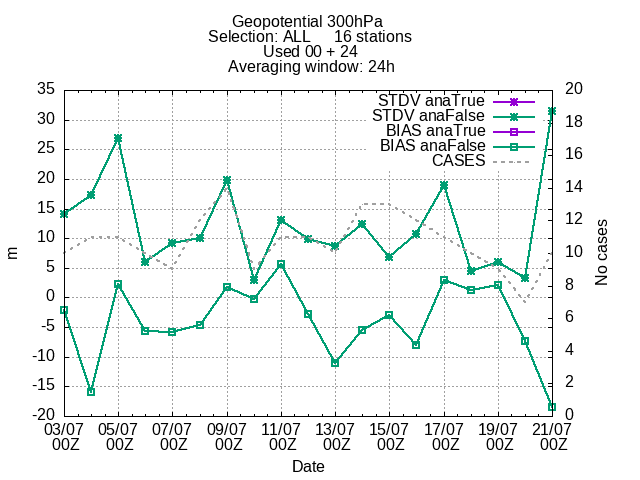 Geopotential 300hPa
Selection: ALL 16 stations
Used 00 + 24
Averaging window: 24h
STDV anaTrue
STDV anaFalse
BIAS anaTrue
BIAS anaFalse
CASES
35
30
25
20
15
10
5
0
-5
-10
-15
-20
m
20
18
16
14
12
10
8
6
4
2
0
No cases
03/07 05/07 07/07 09/07 11/07 13/07 15/07 17/07 19/07 21/07
00Z 00Z 00Z 00Z 00Z 00Z 00Z 00Z 00Z 00Z
Date